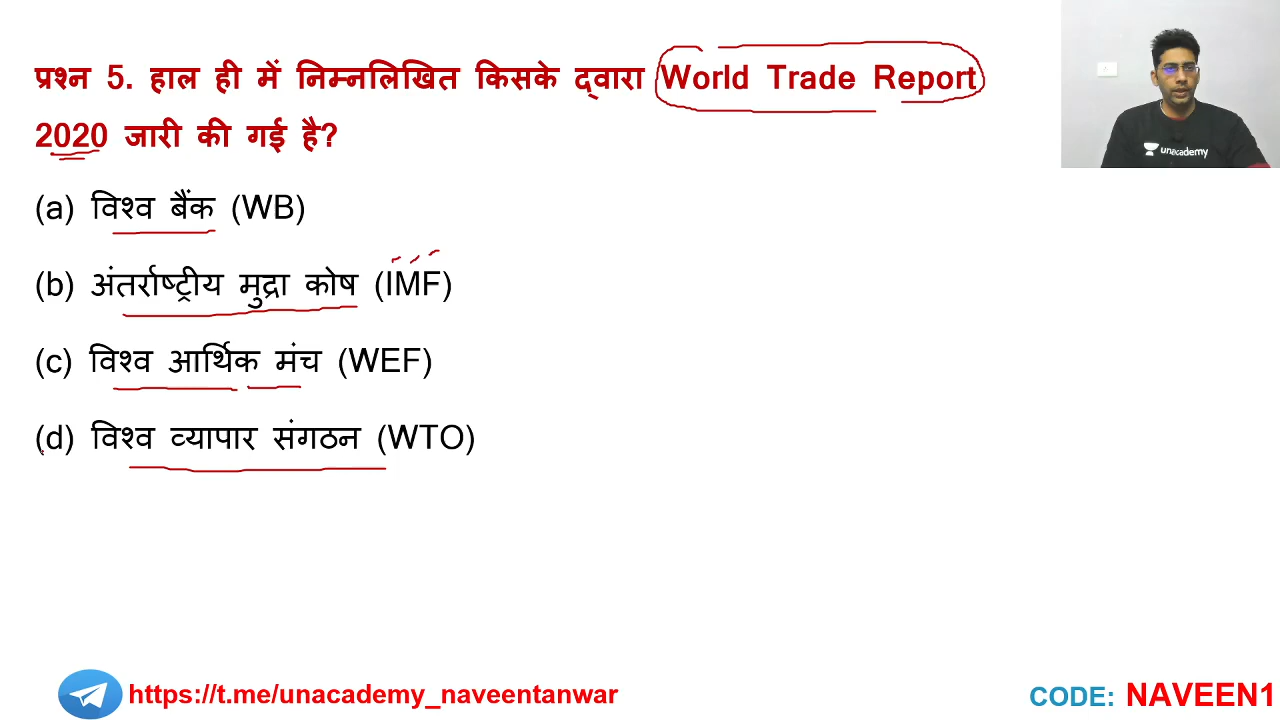 प्रश्न 5. हाल ही में निम्नलिखित किसके द्वारा World Trade Report
2020 जारी की गई है?
(a) विश्व बैंक (WB)
(b) अंतर्राष्ट्रीय मुद्रा कोष (IMF)
(c) विश्व आर्थिक मंच (WEF)
(d) विश्व व्यापार संगठन (WTO)
unacademy
https://t.me/unacademy_naveentanwar
CODE: NAVEEN1